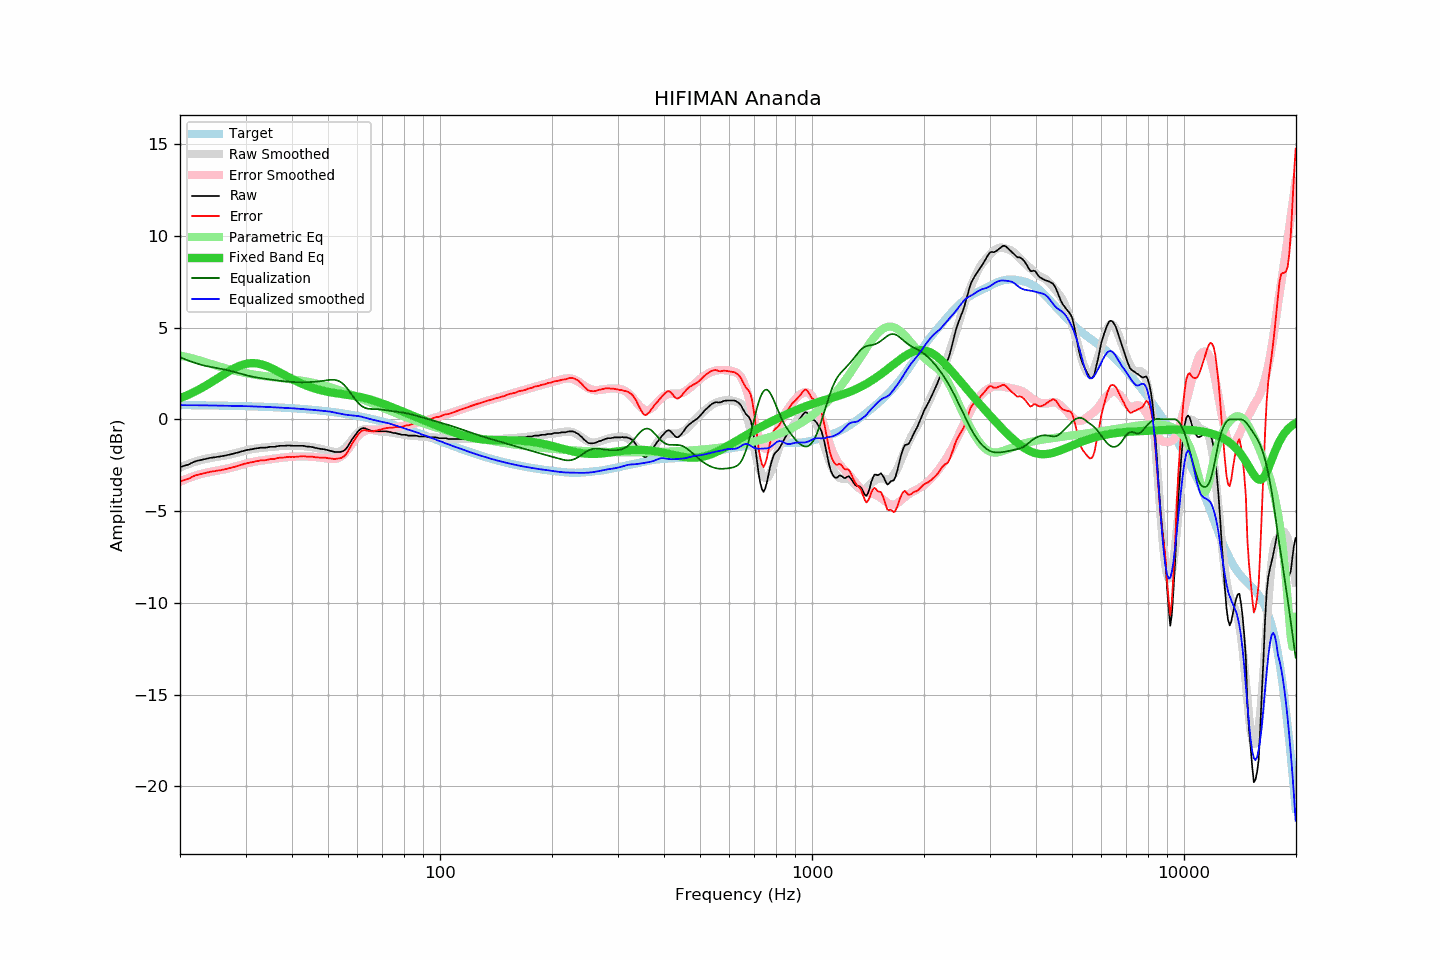 HIFIMAN Ananda
Target
Raw Smoothed
Error Smoothed
Raw
Error
Parametric Eq
Fixed Band Eq
Equalization
Equalized smoothed
15
10
5
0
−5
−10
−15
−20
Amplitude (dBr)
100
1000
10000
Frequency (Hz)